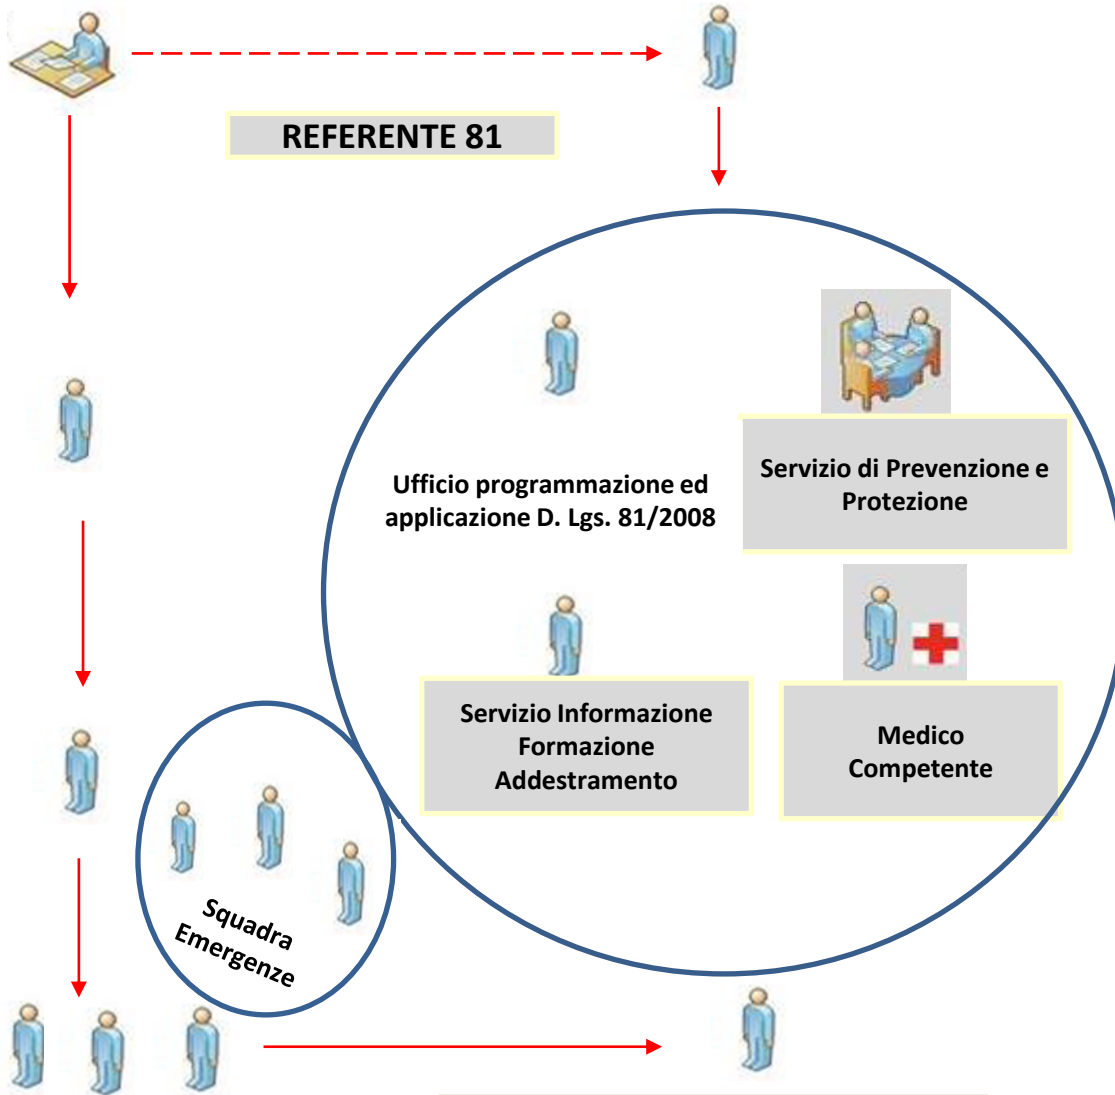 REFERENTE 81
Ufficio programmazione ed
applicazione D. Lgs. 81/2008
Servizio di Prevenzione e
Protezione
Servizio Informazione
Formazione
Addestramento
Medico
Competente
Squadra
Emergenze